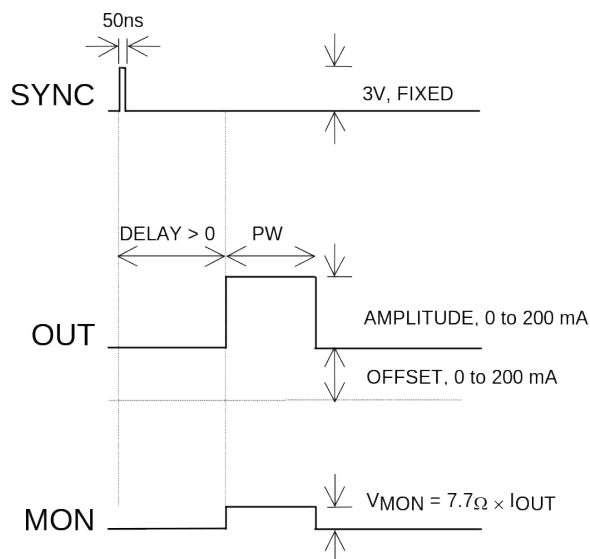 50ns
SYNC
3V, FIXED
DELAY > 0
PW
OUT
AMPLITUDE, 0 to 200 mA
OFFSET, 0 to 200 mA
MON
VMON = 7.7Ω × IOUT